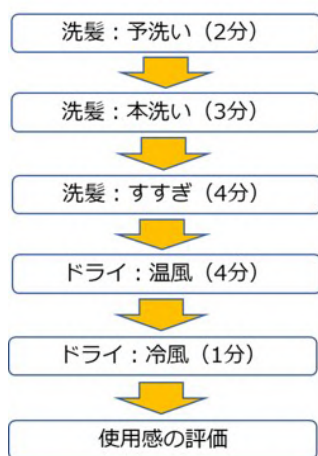 洗髪：予洗い（2分）
洗髪：本洗い（3分）
洗髪：すすぎ（4分）
ドライ：温風（4分）
ドライ：冷風（1分）
使用感の評価